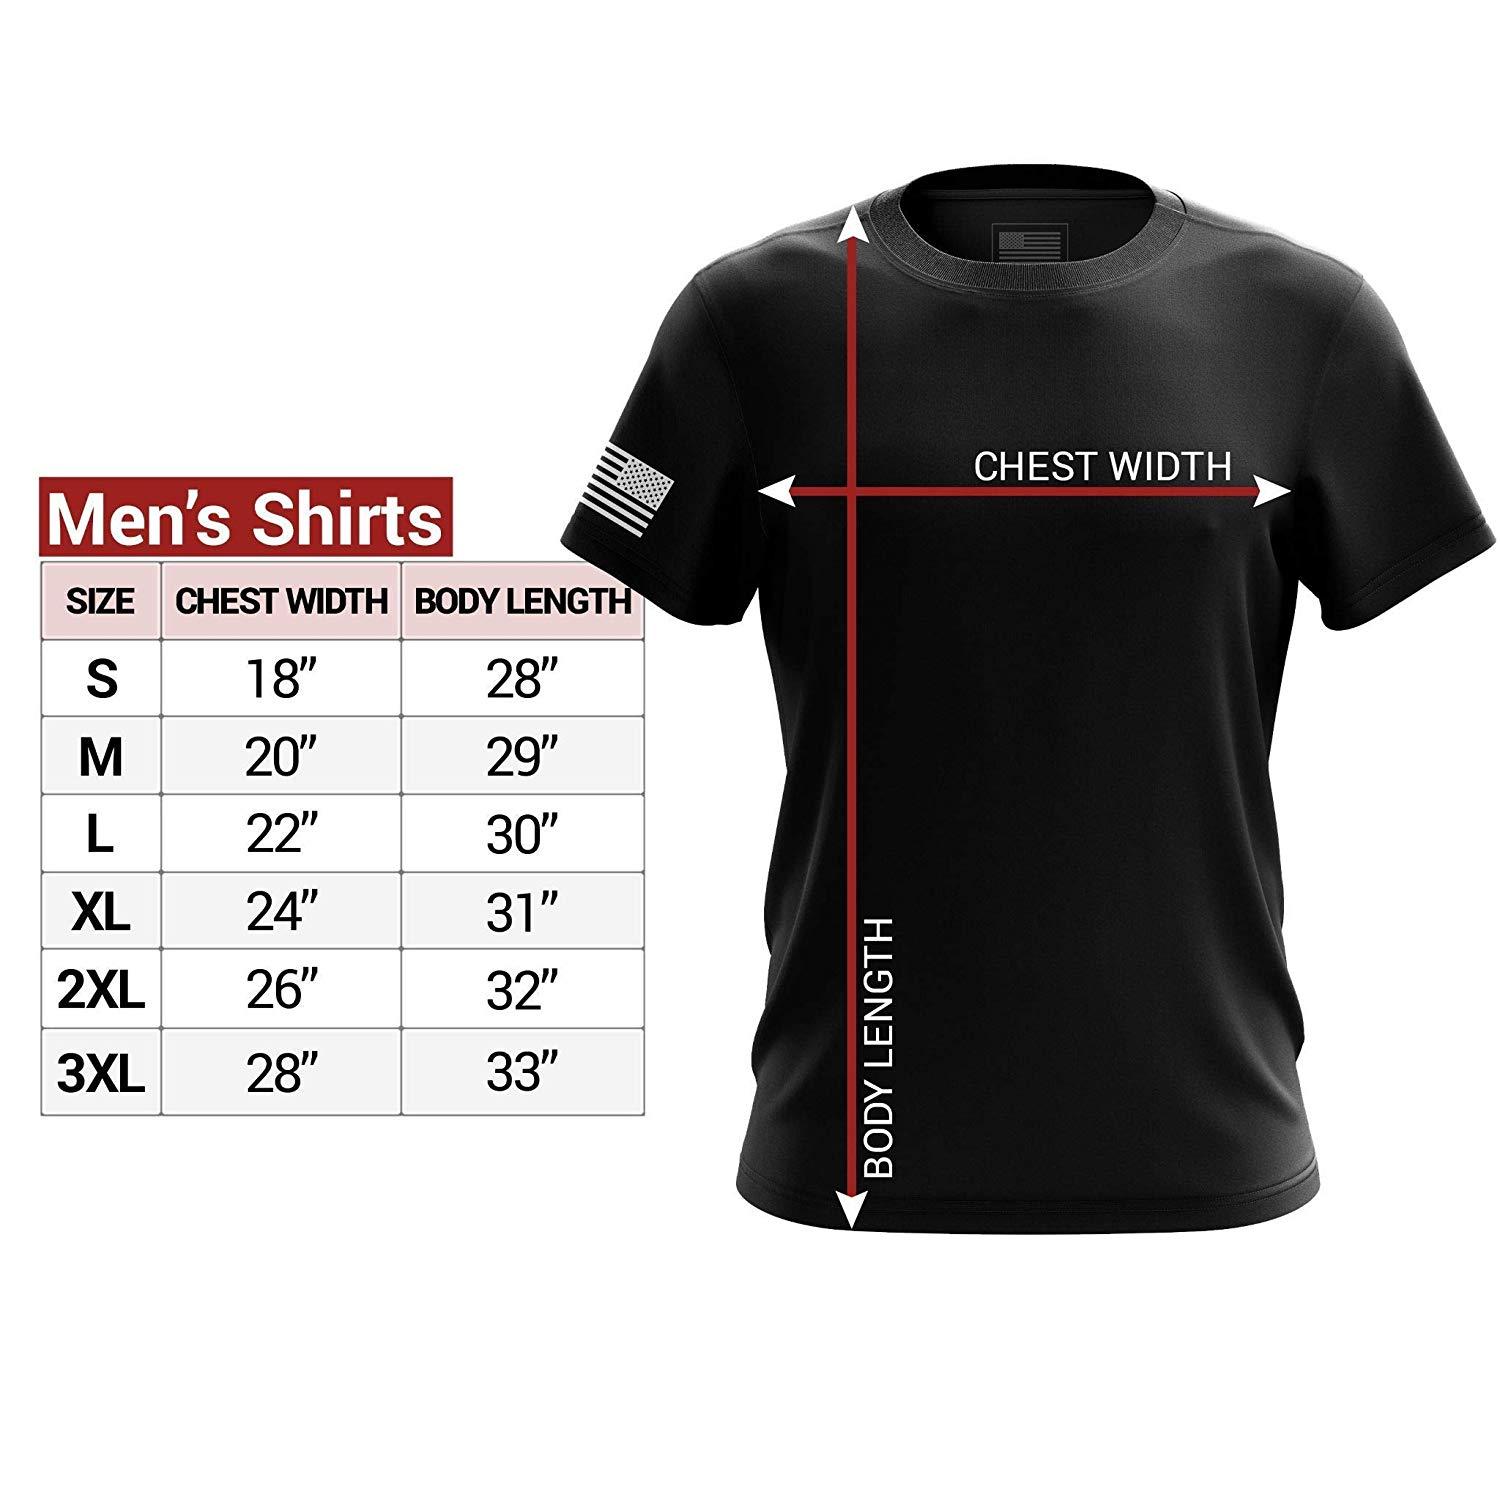 Men’s Shirts
SIZE CHEST WIDTH BODY LENGTH
S 18” 28”
M 20” 29”
L 22” 30”
XL 24” 31”
2XL 26” 32”
3XL 28” 33”
CHEST WIDTH
BODY LENGTH